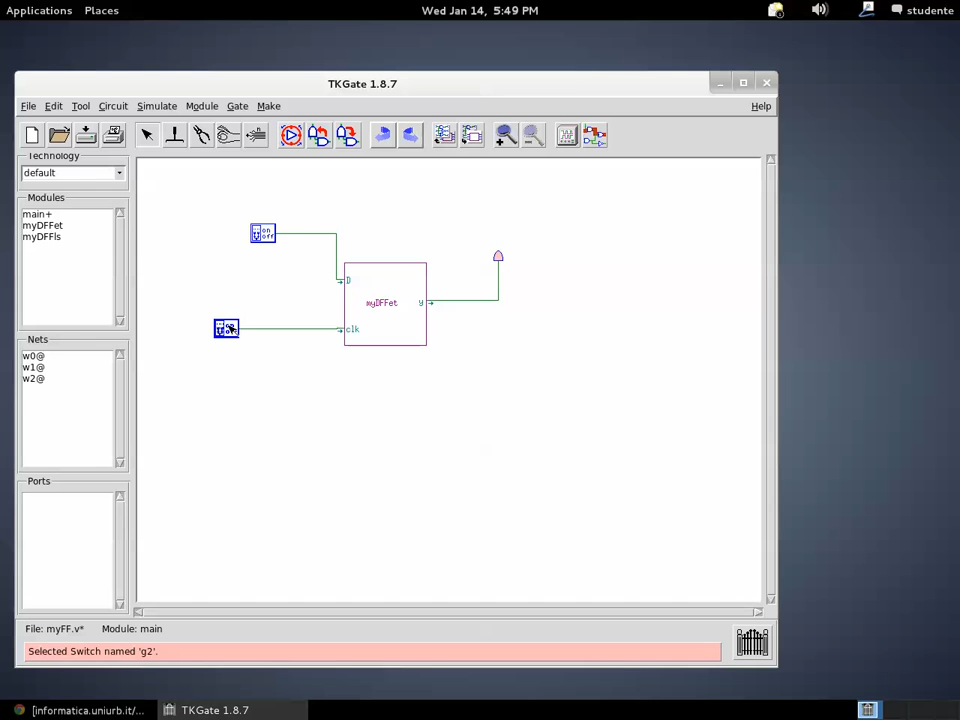 Applications Places Wed Jan 14, 5:49 PM studente
TKGate 1.8.7
File Edit Tool Circuit Simulate Module Gate Make Help
Technology
default
Modules
main+
myDFFet
myDFFls
Nets
w0@
w1@
w2@
Ports
on
off
D
myDFFet
y
clk
File: myFF.v* Module: main
Selected Switch named 'g2'.
[informatica.uniurb.it/... TKGate 1.8.7